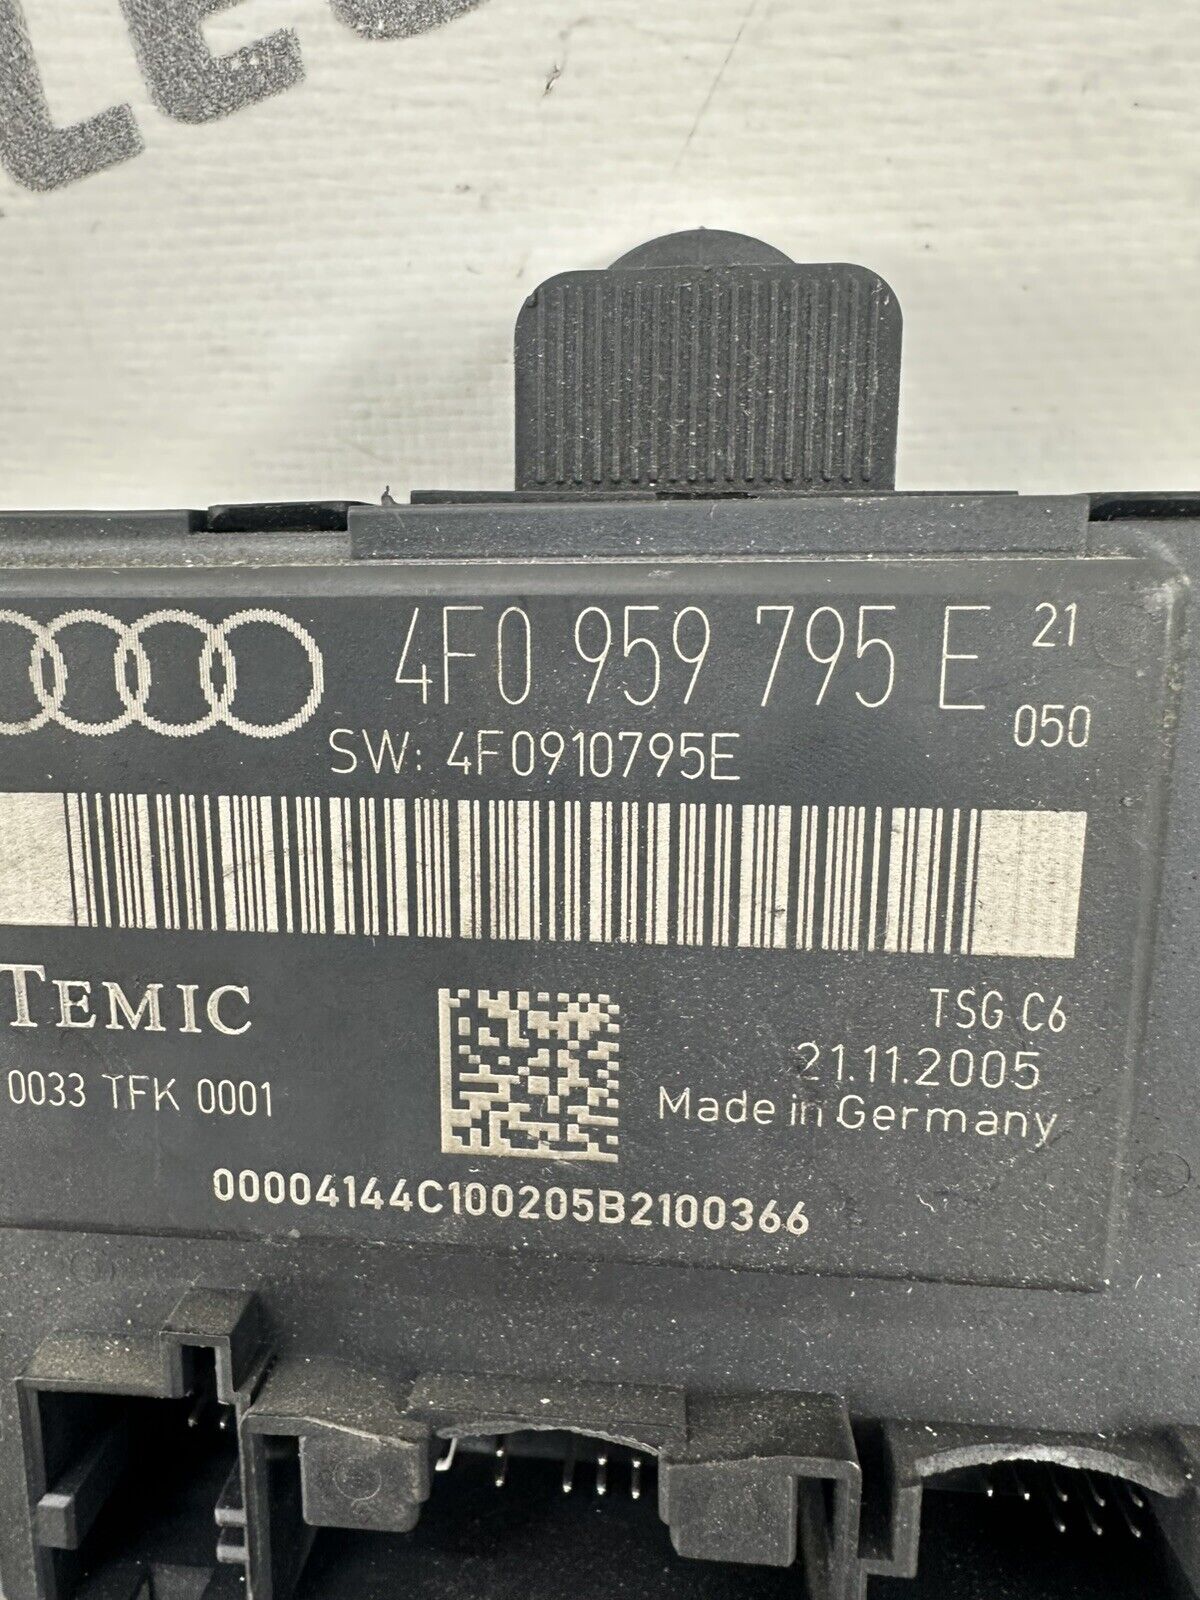 4F0 959 795 E 21
050
SW: 4F0910795E
TEMIC
TSG C6
21.11.2005
0033 TFK 0001
Made in Germany
00004144C100205B2100366